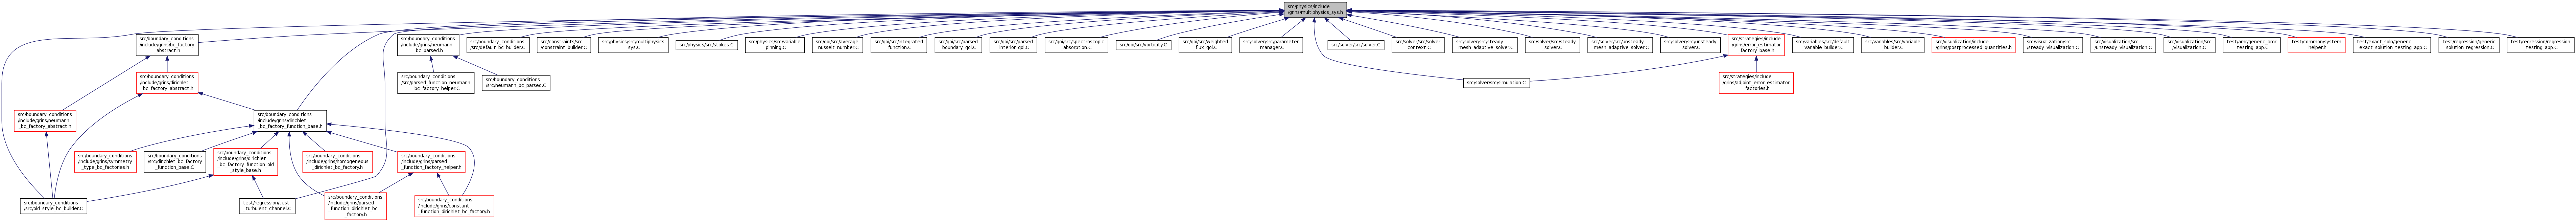 src/physics/include
/grins/multiphysics_sys.h
src/boundary_conditions
/include/grins/bc_factory
_abstract.h
src/boundary_conditions
/include/grins/neumann
_bc_parsed.h
src/boundary_conditions
/src/default_bc_builder.C
src/constraints/src
/constraint_builder.C
src/physics/src/multiphysics
_sys.C
src/physics/src/stokes.C
src/physics/src/variable
_pinning.C
src/qoi/src/average
_nusselt_number.C
src/qoi/src/integrated
_function.C
src/qoi/src/parsed
_boundary_qoi.C
src/qoi/src/parsed
_interior_qoi.C
src/qoi/src/spectroscopic
_absorption.C
src/qoi/src/vorticity.C
src/qoi/src/weighted
_flux_qoi.C
src/solver/src/parameter
_manager.C
src/solver/src/solver.C
src/solver/src/solver
_context.C
src/solver/src/steady
_mesh_adaptive_solver.C
src/solver/src/steady
_solver.C
src/solver/src/unsteady
_mesh_adaptive_solver.C
src/solver/src/unsteady
_solver.C
src/strategies/include
/grins/error_estimator
_factory_base.h
src/variables/src/default
_variable_builder.C
src/variables/src/variable
_builder.C
src/visualization/include
/grins/postprocessed_quantities.h
src/visualization/src
/steady_visualization.C
src/visualization/src
/unsteady_visualization.C
src/visualization/src
/visualization.C
test/amr/generic_amr
_testing_app.C
test/common/system
_helper.h
test/exact_soln/generic
_exact_solution_testing_app.C
test/regression/generic
_solution_regression.C
test/regression/regression
_testing_app.C
src/boundary_conditions
/include/grins/dirichlet
_bc_factory_abstract.h
src/boundary_conditions
/src/parsed_function_neumann
_bc_factory_helper.C
src/boundary_conditions
/src/neumann_bc_parsed.C
src/solver/src/simulation.C
src/strategies/include
/grins/adjoint_error_estimator
_factories.h
src/boundary_conditions
/include/grins/neumann
_bc_factory_abstract.h
src/boundary_conditions
/include/grins/dirichlet
_bc_factory_function_base.h
src/boundary_conditions
/include/grins/symmetry
_type_bc_factories.h
src/boundary_conditions
/src/dirichlet_bc_factory
_function_base.C
src/boundary_conditions
/include/grins/dirichlet
_bc_factory_function_old
_style_base.h
src/boundary_conditions
/include/grins/homogeneous
_dirichlet_bc_factory.h
src/boundary_conditions
/include/grins/parsed
_function_factory_helper.h
src/boundary_conditions
/src/old_style_bc_builder.C
test/regression/test
_turbulent_channel.C
src/boundary_conditions
/include/grins/parsed
_function_dirichlet_bc
_factory.h
src/boundary_conditions
/include/grins/constant
_function_dirichlet_bc_factory.h